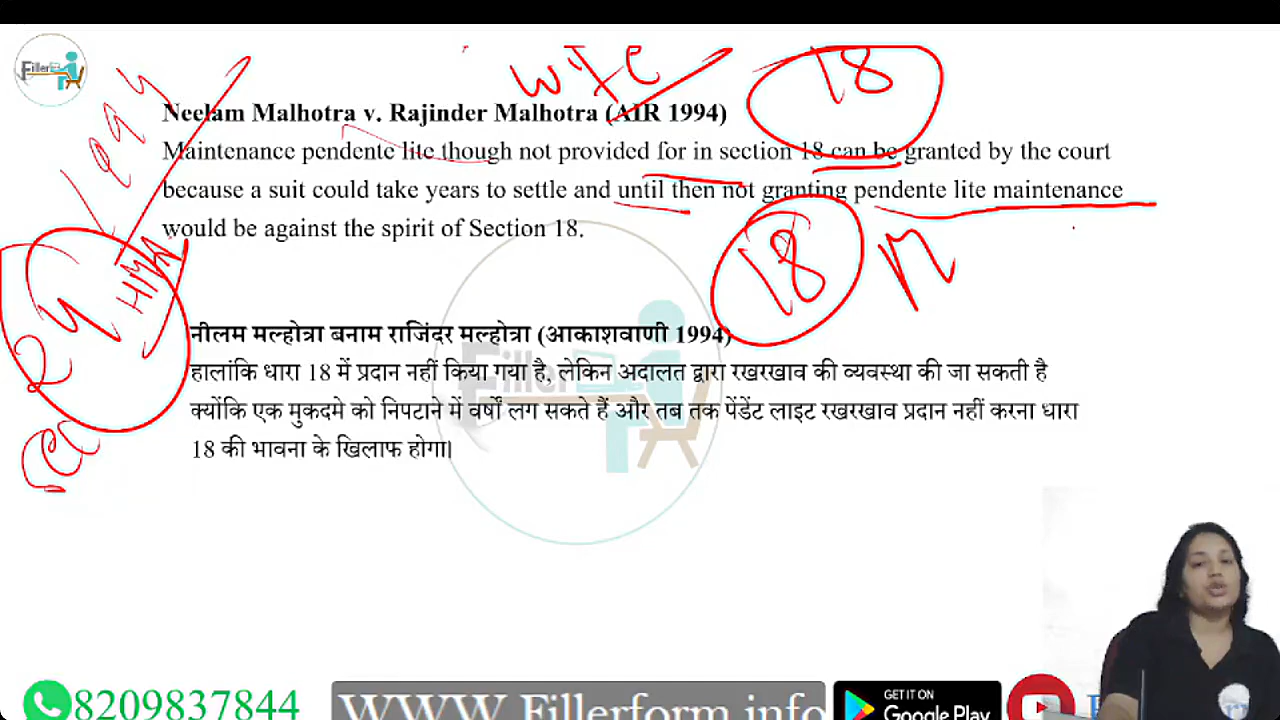 Filler
wife
18
Neelam Malhotra v. Rajinder Malhotra (AIR 1994)
Maintenance pendente lite though not provided for in section 18 can be granted by the court
because a suit could take years to settle and until then not granting pendente lite maintenance
would be against the spirit of Section 18.
18
24
HMA
Sec
नीलम मल्होत्रा बनाम राजिंदर मल्होत्रा (आकाशवाणी 1994)
हालांकि धारा 18 में प्रदान नहीं किया गया है, लेकिन अदालत द्वारा रखरखाव की व्यवस्था की जा सकती है
क्योंकि एक मुकदमे को निपटाने में वर्षों लग सकते हैं और तब तक पेंडेंट लाइट रखरखाव प्रदान नहीं करना धारा
18 की भावना के खिलाफ होगा।
8209837844
WWW.Fillerform.info
GET IT ON
Google Play